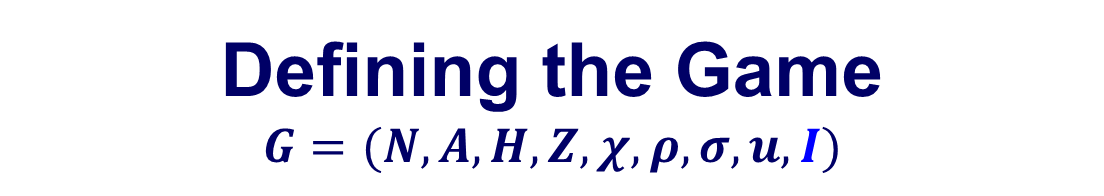 Defining the Game
G = (N, A, H, Z, χ, ρ, σ, u, I)